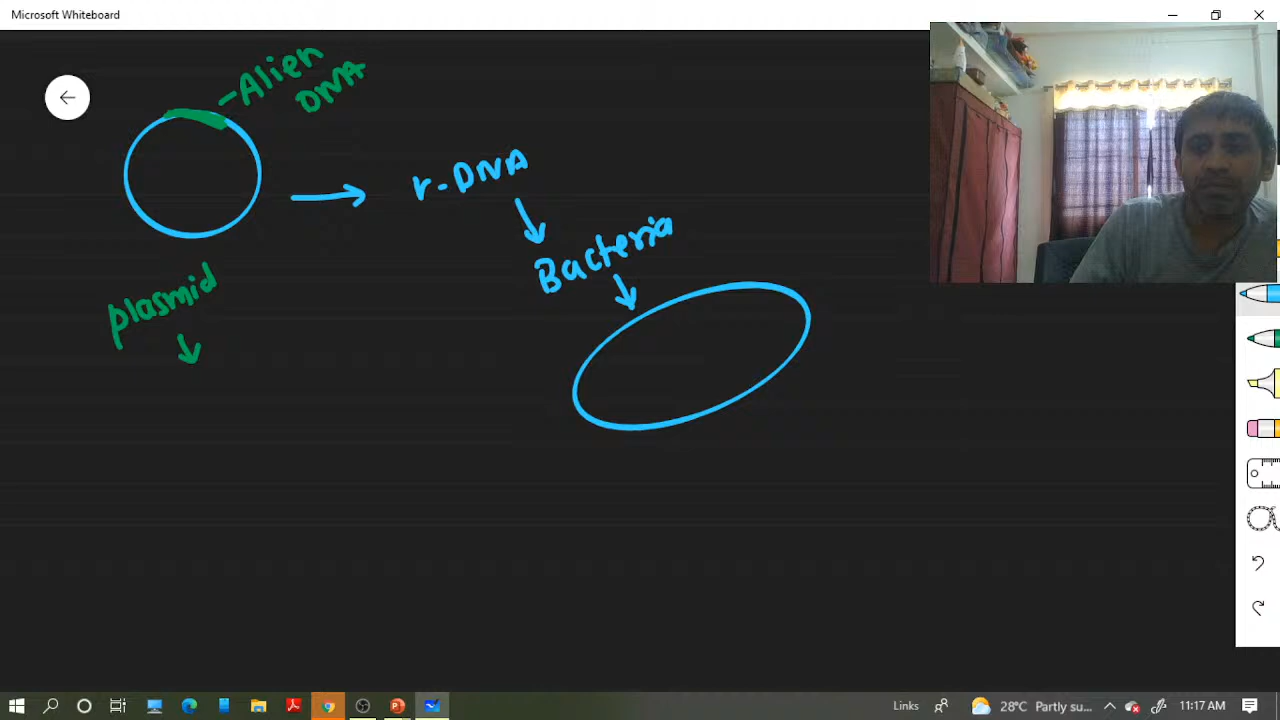 Microsoft Whiteboard
-Alien
DNA
r-DNA
Bacteria
plasmid
Links
28°C Partly su...
11:17 AM